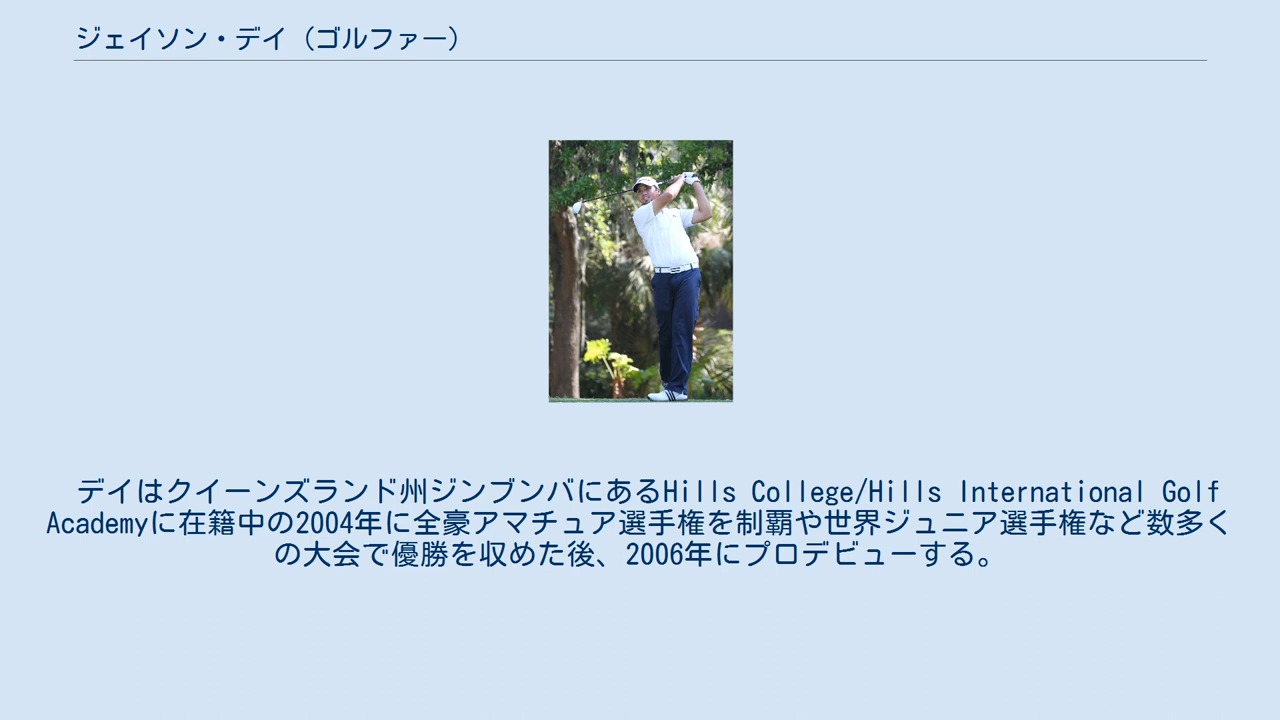 ジェイソン・デイ（ゴルファー）
デイはクイーンズランド州ジンブンバにあるHills College/Hills International Golf
Academyに在籍中の2004年に全豪アマチュア選手権を制覇や世界ジュニア選手権など数多く
の大会で優勝を収めた後、2006年にプロデビューする。